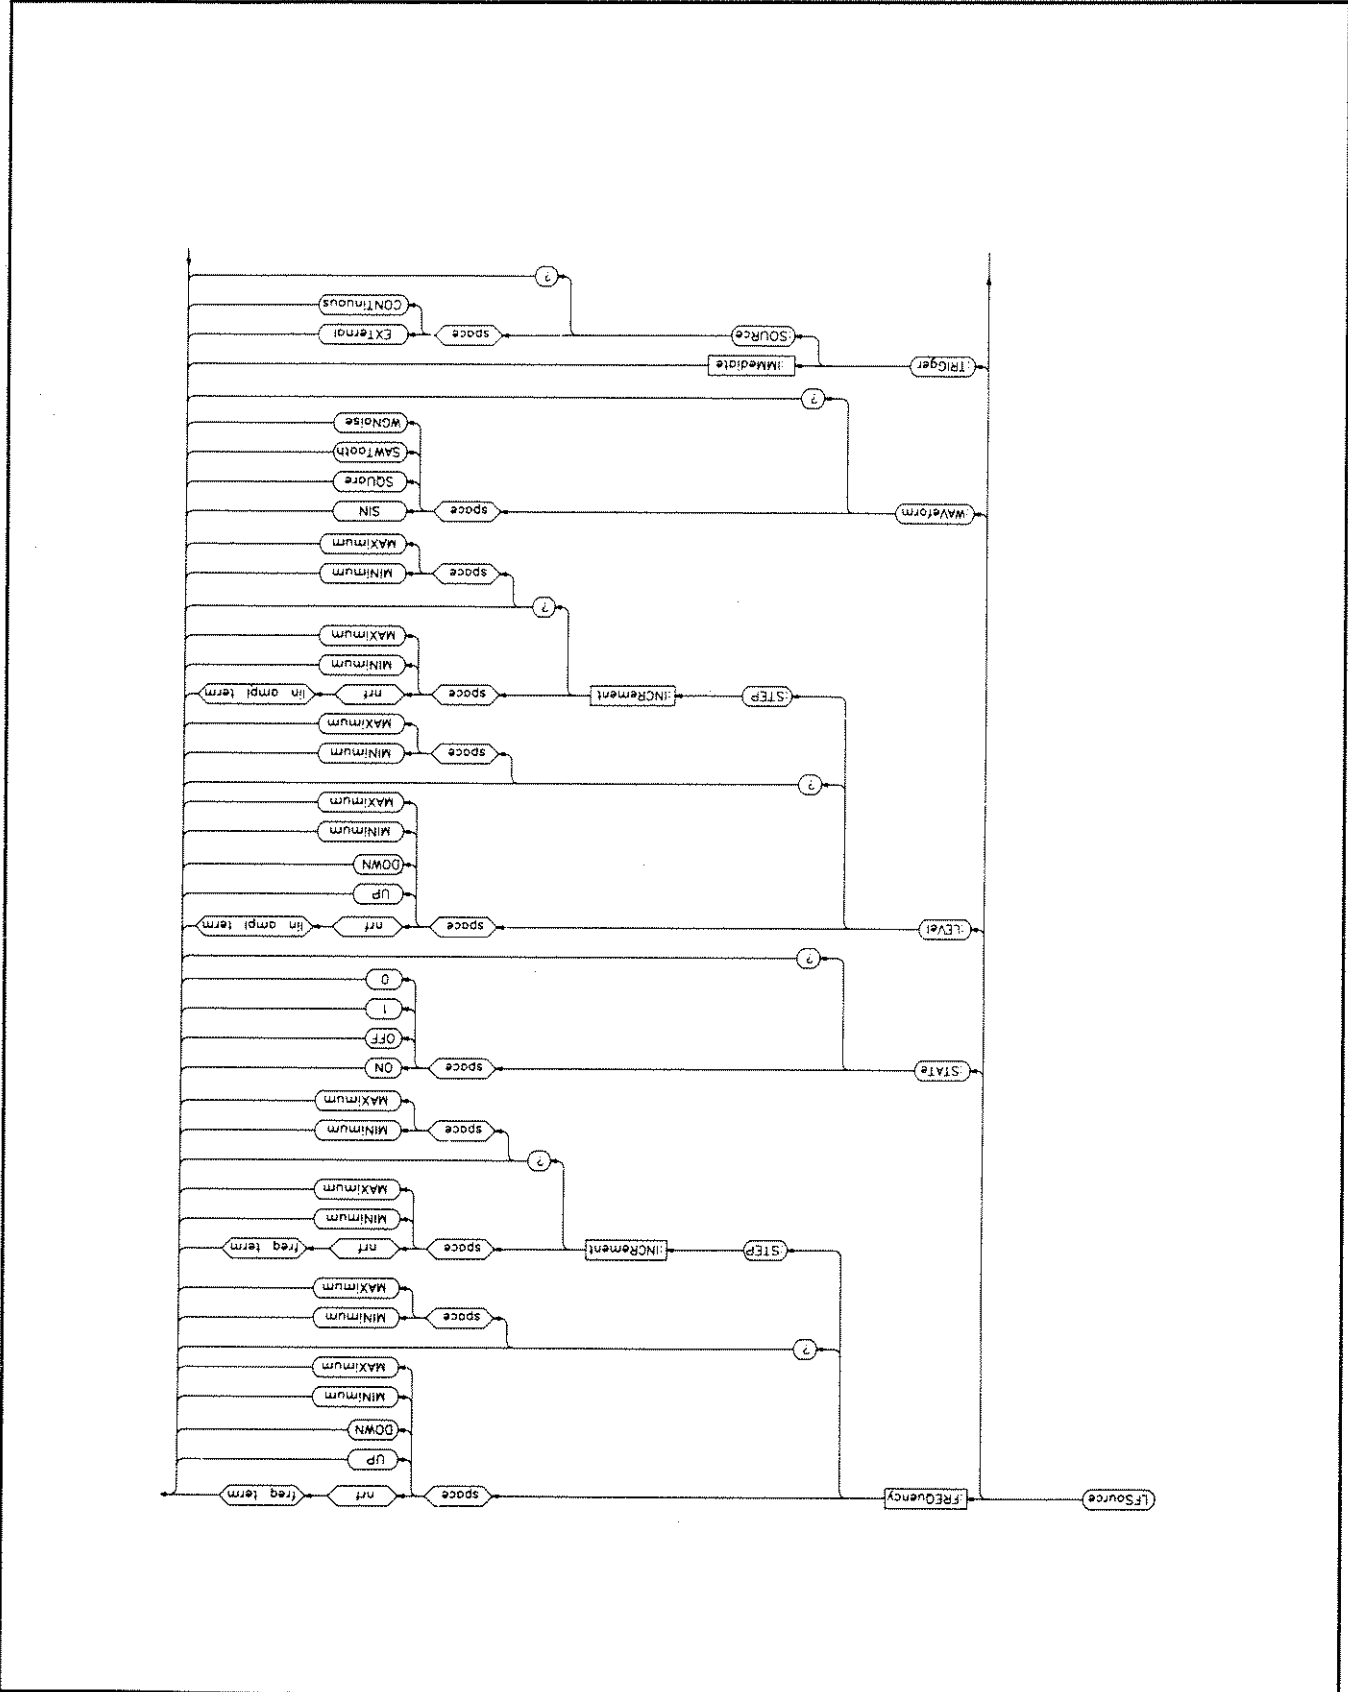 LFSource :FREQuency space nrf freq term
UP
DOWN
MINimum
MAXimum
?
space MINimum
MAXimum
:STEP :INCRement space nrf freq term
MINimum
MAXimum
?
space MINimum
MAXimum
:STATe space ON
OFF
1
0
?
:LEVel space nrf lin ampl term
UP
DOWN
MINimum
MAXimum
?
space MINimum
MAXimum
:STEP :INCRement space nrf lin ampl term
MINimum
MAXimum
?
space MINimum
MAXimum
:WAVeform space SIN
SQUare
SAWTooth
WGNoise
?
:TRIGger :IMMediate
:SOURce space EXTernal
CONTinuous
?